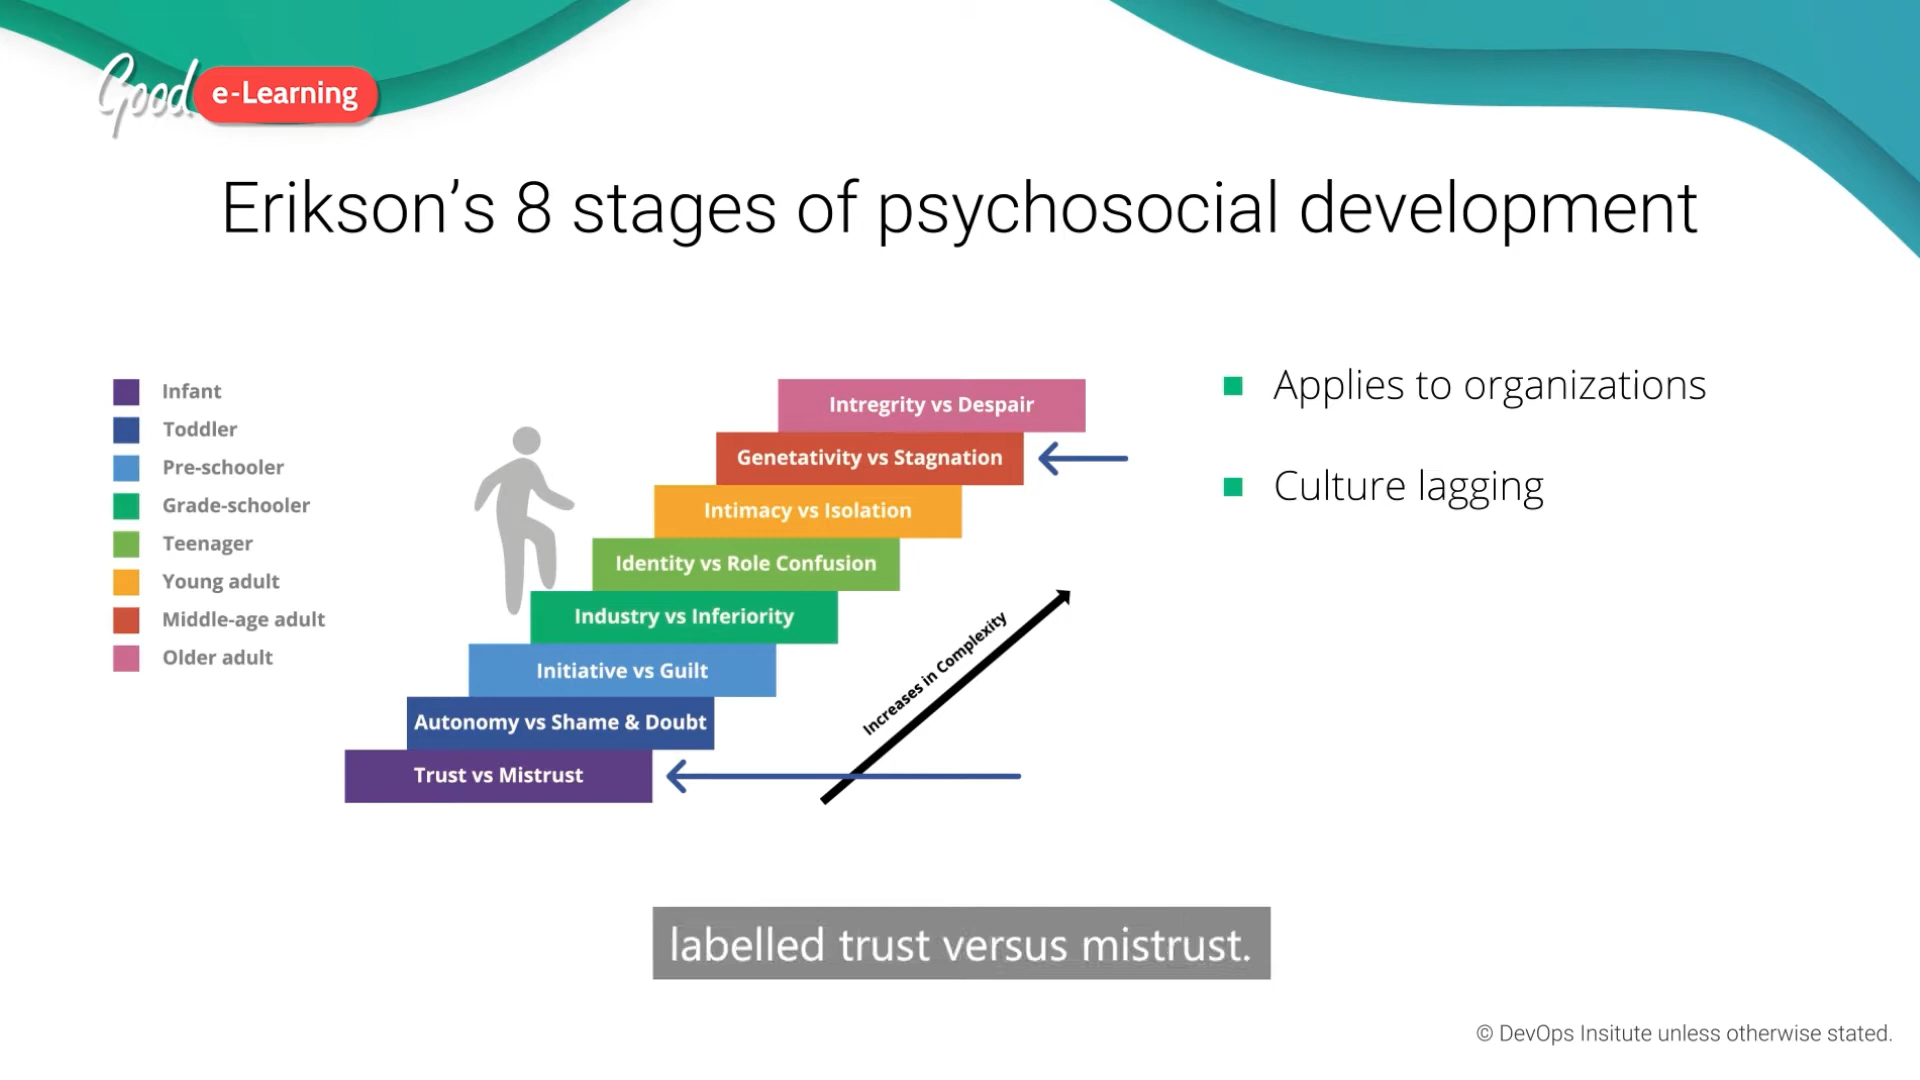 Good e-Learning
Erikson's 8 stages of psychosocial development
Infant
Toddler
Pre-schooler
Grade-schooler
Teenager
Young adult
Middle-age adult
Older adult
Intregrity vs Despair
Genetativity vs Stagnation
Intimacy vs Isolation
Identity vs Role Confusion
Industry vs Inferiority
Initiative vs Guilt
Autonomy vs Shame & Doubt
Trust vs Mistrust
Increases in Complexity
Applies to organizations
Culture lagging
labelled trust versus mistrust.
© DevOps Insitute unless otherwise stated.